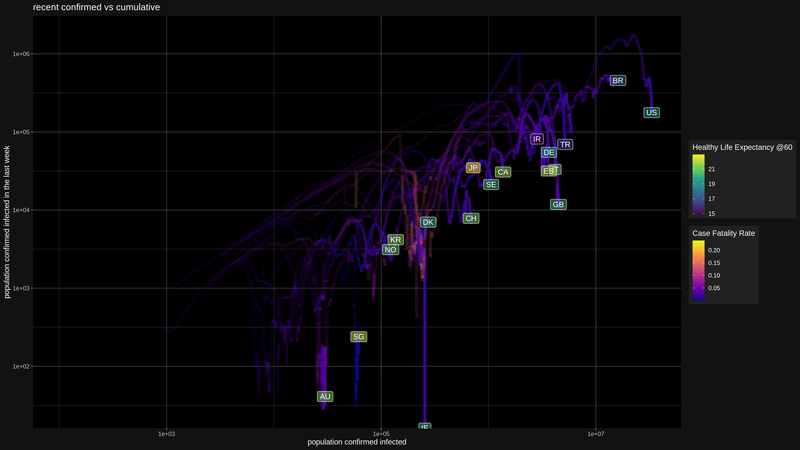 recent confirmed vs cumulative
1e+06
1e+05
1e+04
1e+03
1e+02
population confirmed infected in the last week
BR
US
IR
TR
DE
JP
CA
SE
GB
CH
DK
KR
NO
SG
AU
1e+03
1e+05
1e+07
population confirmed infected
Healthy Life Expectancy @60
21
19
17
15
Case Fatality Rate
0.20
0.15
0.10
0.05